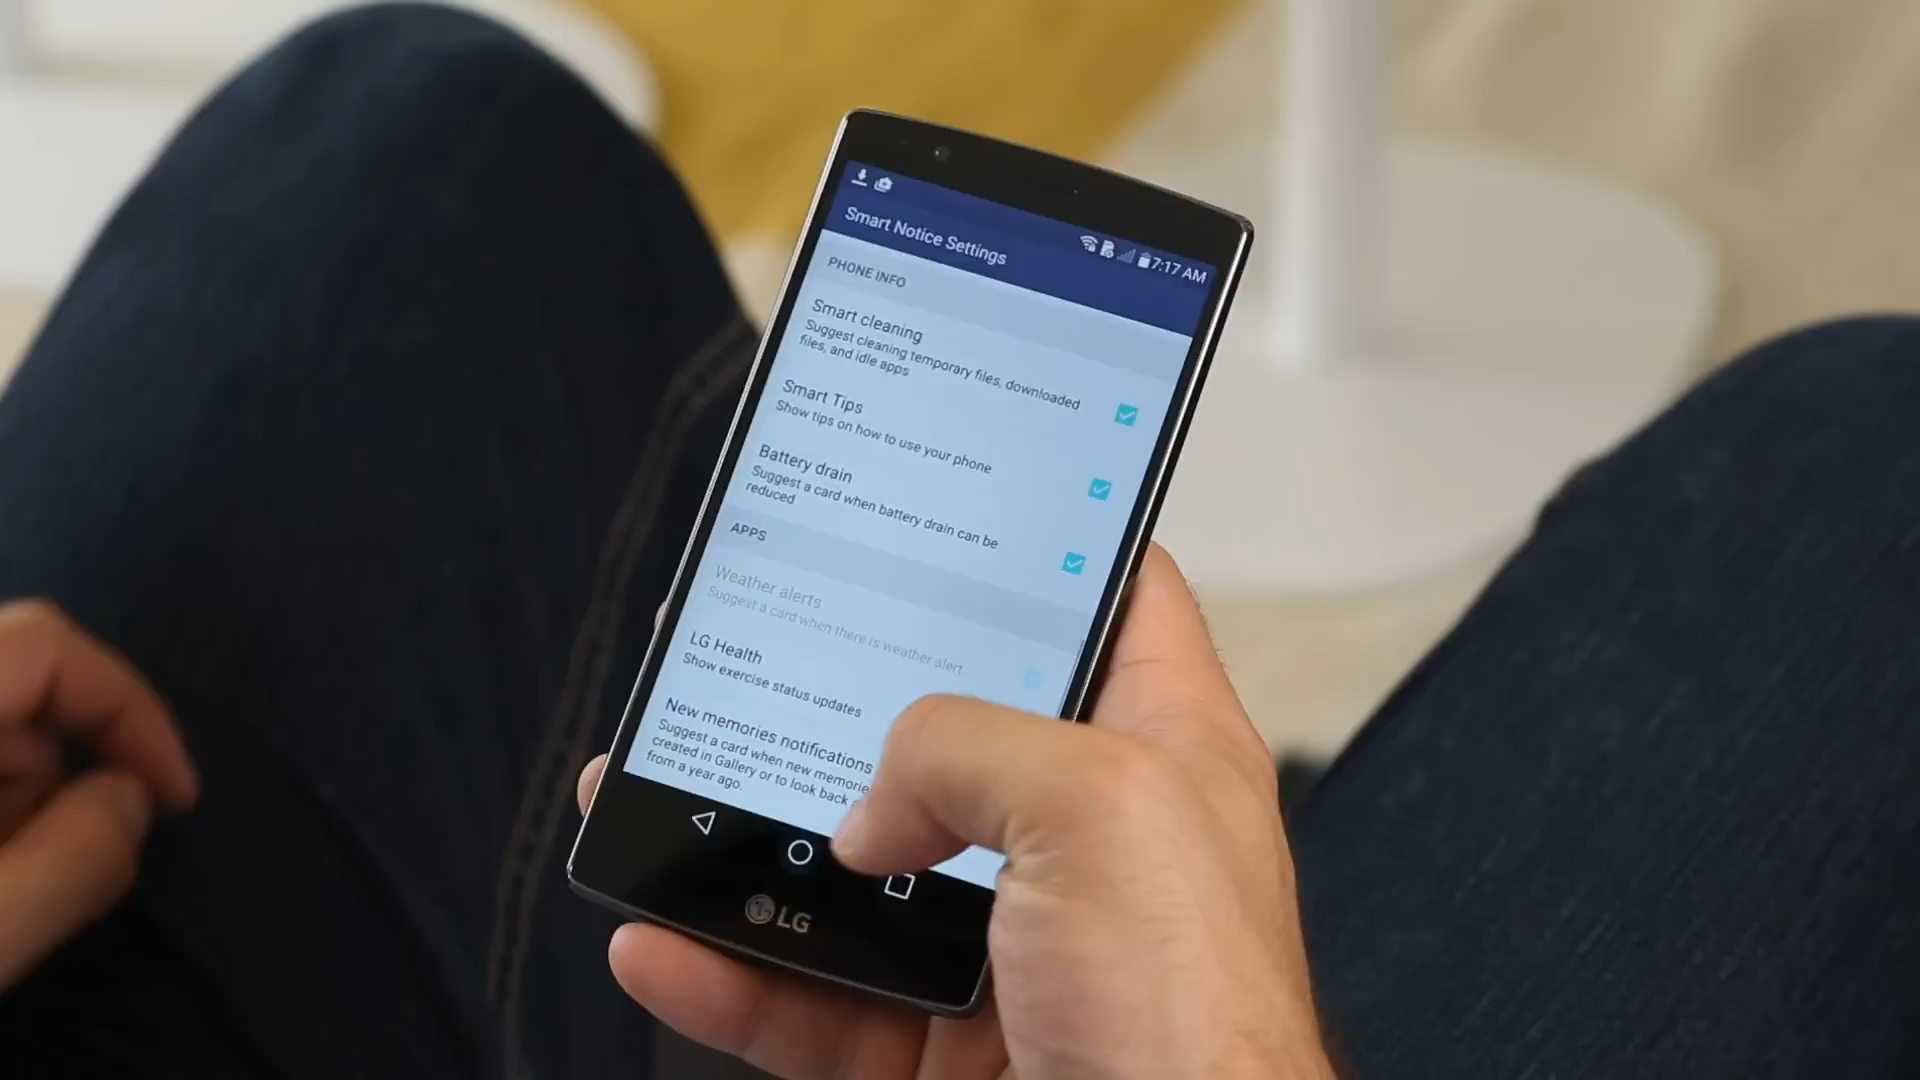 7:17 AM
Smart Notice Settings
PHONE INFO
Smart cleaning
Suggest cleaning temporary files, downloaded
files, and idle apps
Smart Tips
Show tips on how to use your phone
Battery drain
Suggest a card when battery drain can be
reduced
APPS
Weather alerts
Suggest a card when there is weather alert
LG Health
Show exercise status updates
New memories notifications
Suggest a card when new
created in Gallery or to look back
from a year ago.
LG